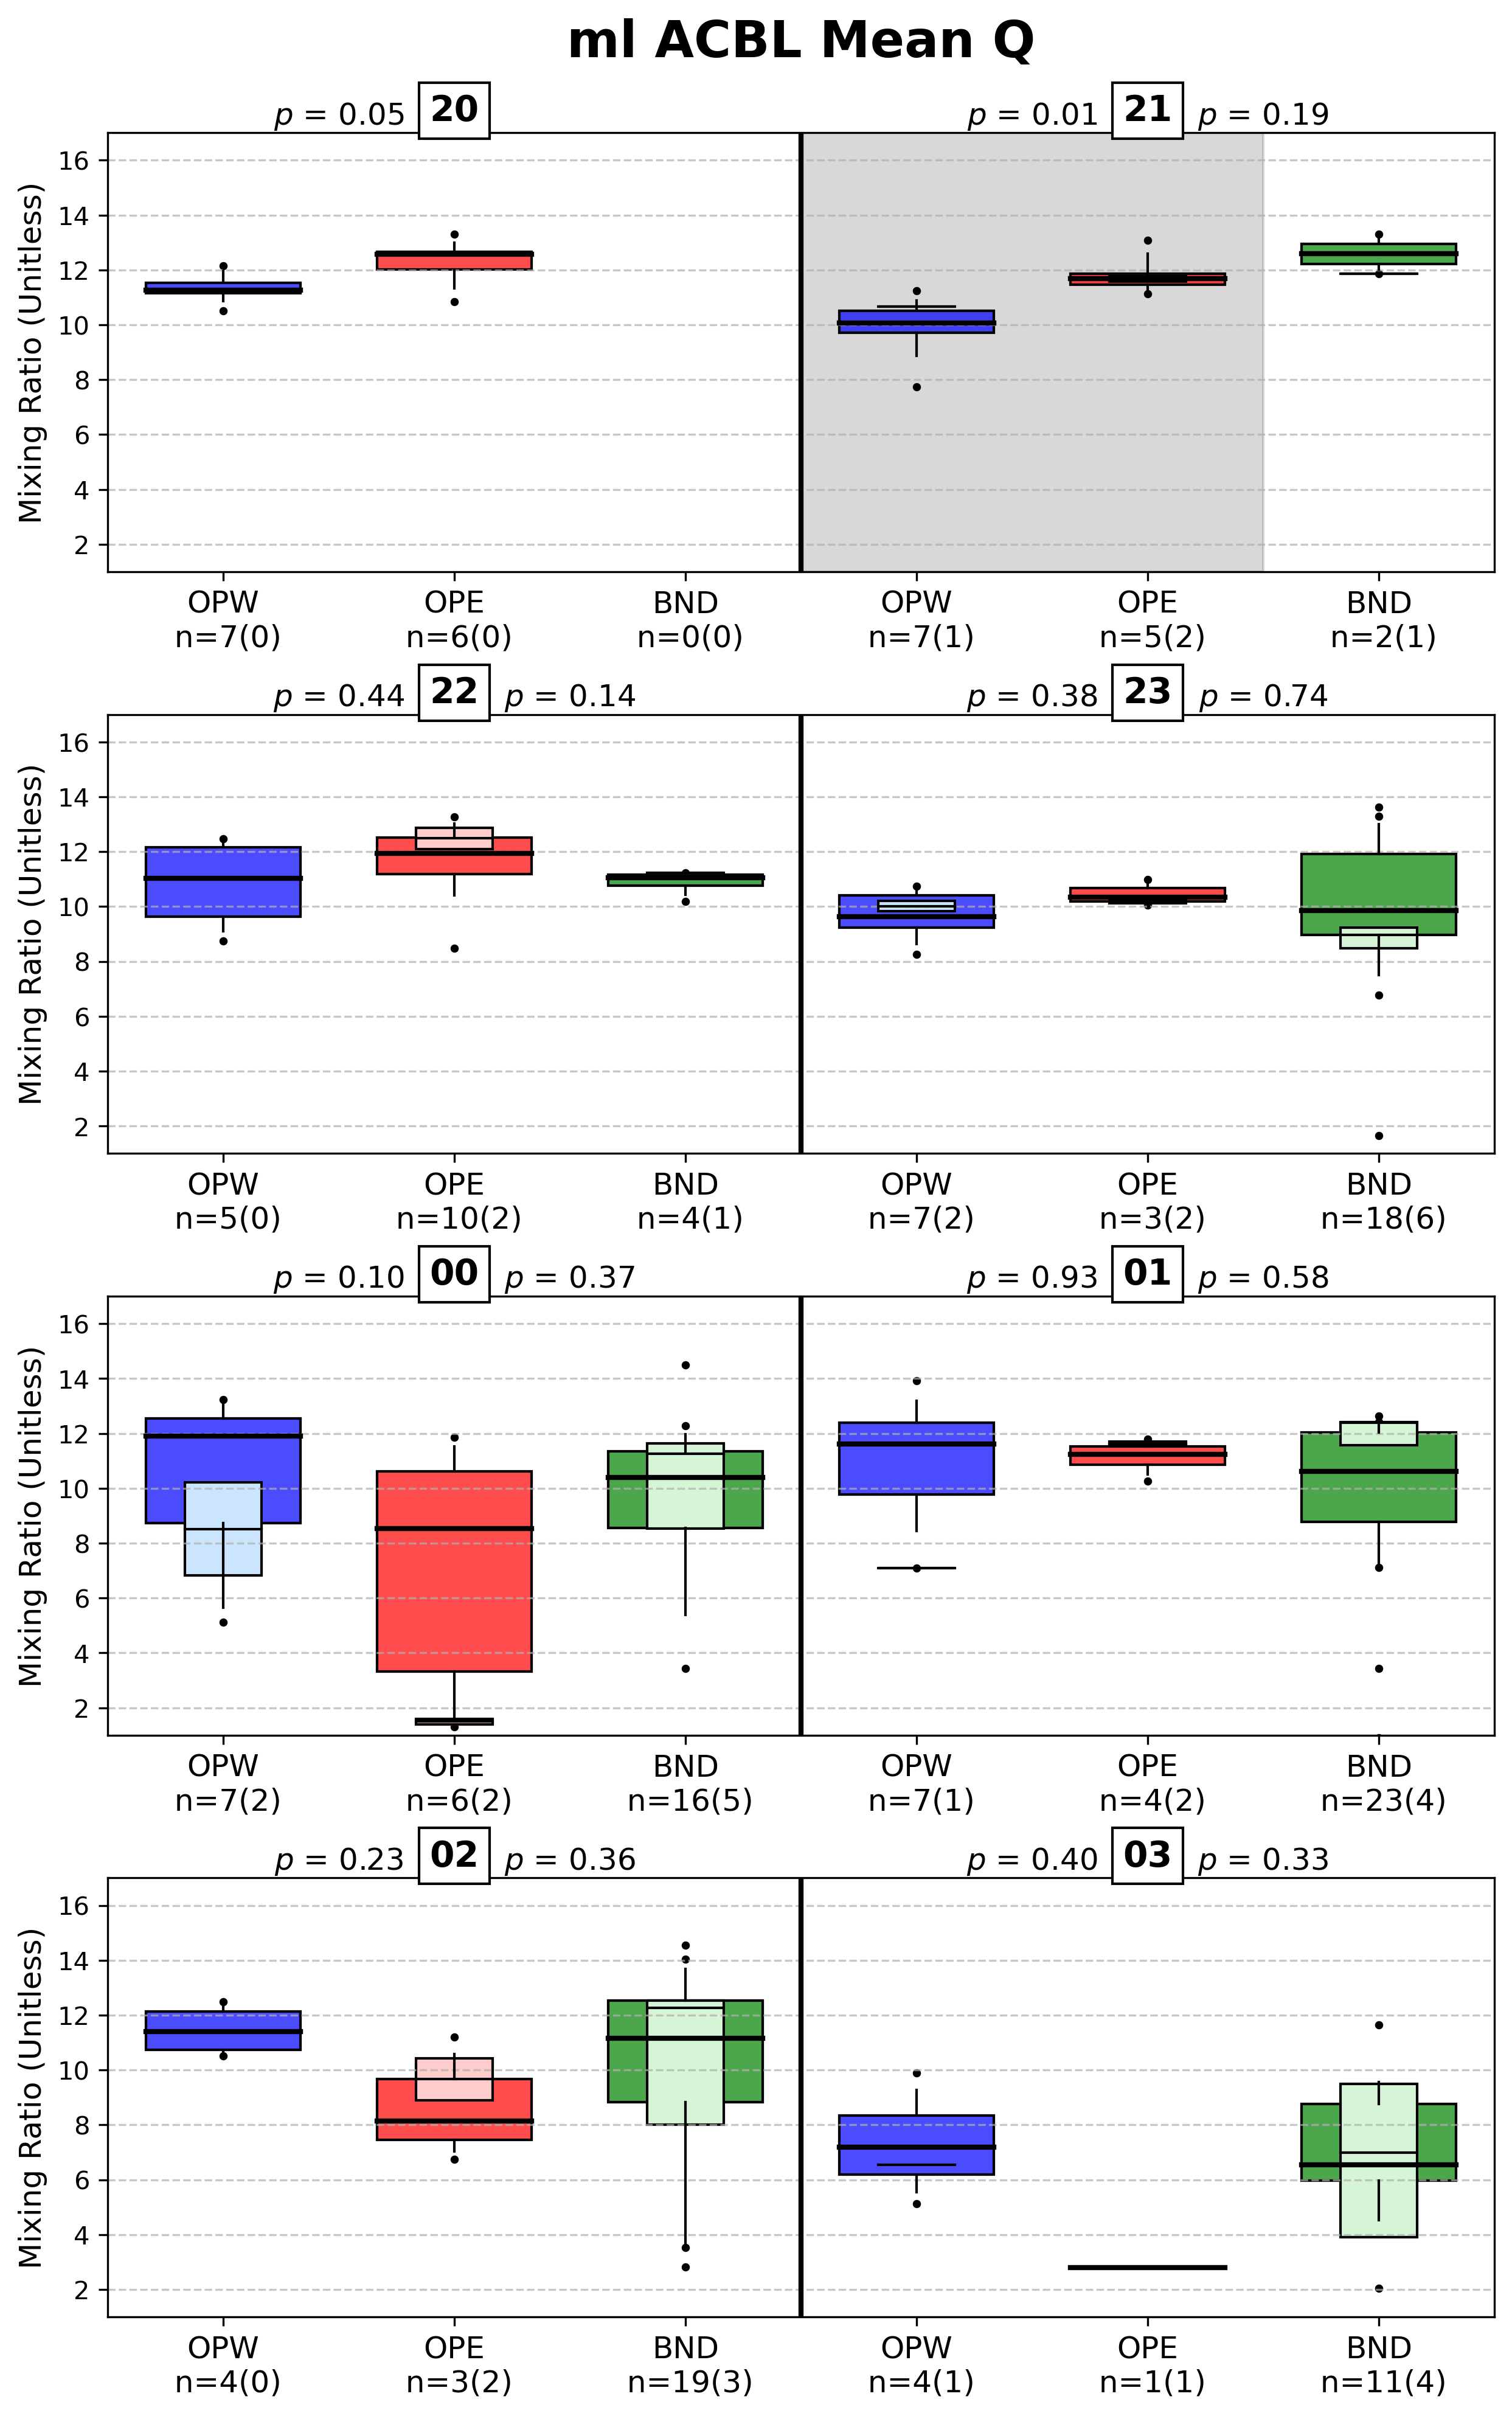 ml ACBL Mean Q
p = 0.05 20 p = 0.01 21 p = 0.19
Mixing Ratio (Unitless)
16
14
12
10
8
6
4
2
OPW OPE BND OPW OPE BND
n=7(0) n=6(0) n=0(0) n=7(1) n=5(2) n=2(1)
p = 0.44 22 p = 0.14 p = 0.38 23 p = 0.74
Mixing Ratio (Unitless)
16
14
12
10
8
6
4
2
OPW OPE BND OPW OPE BND
n=5(0) n=10(2) n=4(1) n=7(2) n=3(2) n=18(6)
p = 0.10 00 p = 0.37 p = 0.93 01 p = 0.58
Mixing Ratio (Unitless)
16
14
12
10
8
6
4
2
OPW OPE BND OPW OPE BND
n=7(2) n=6(2) n=16(5) n=7(1) n=4(2) n=23(4)
p = 0.23 02 p = 0.36 p = 0.40 03 p = 0.33
Mixing Ratio (Unitless)
16
14
12
10
8
6
4
2
OPW OPE BND OPW OPE BND
n=4(0) n=3(2) n=19(3) n=4(1) n=1(1) n=11(4)